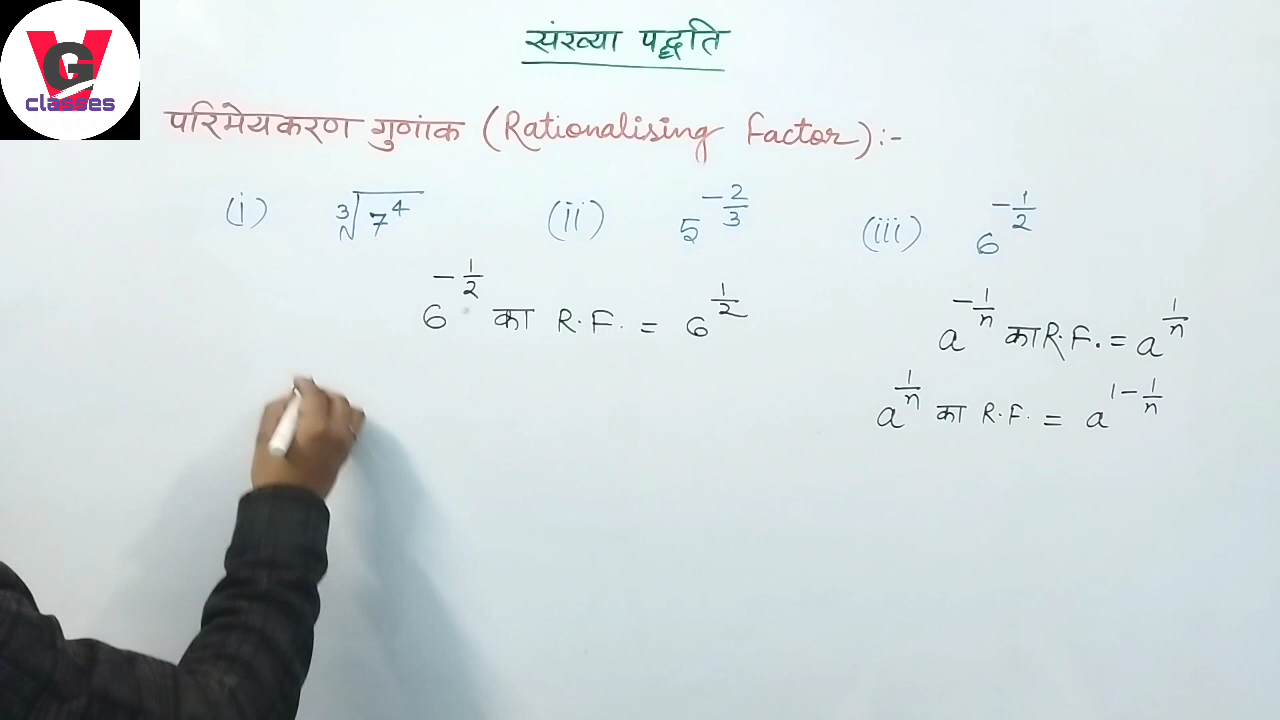 VG classes
संख्या पद्धति
परिमेयकरण गुणांक (Rationalising Factor):-
(i) ∛7⁴ (ii) 5^(-2/3) (iii) 6^(-1/2)
6^(-1/2) का R.F. = 6^(1/2)
a^(-1/n) का R.F. = a^(1/n)
a^(1/n) का R.F. = a^(1-1/n)